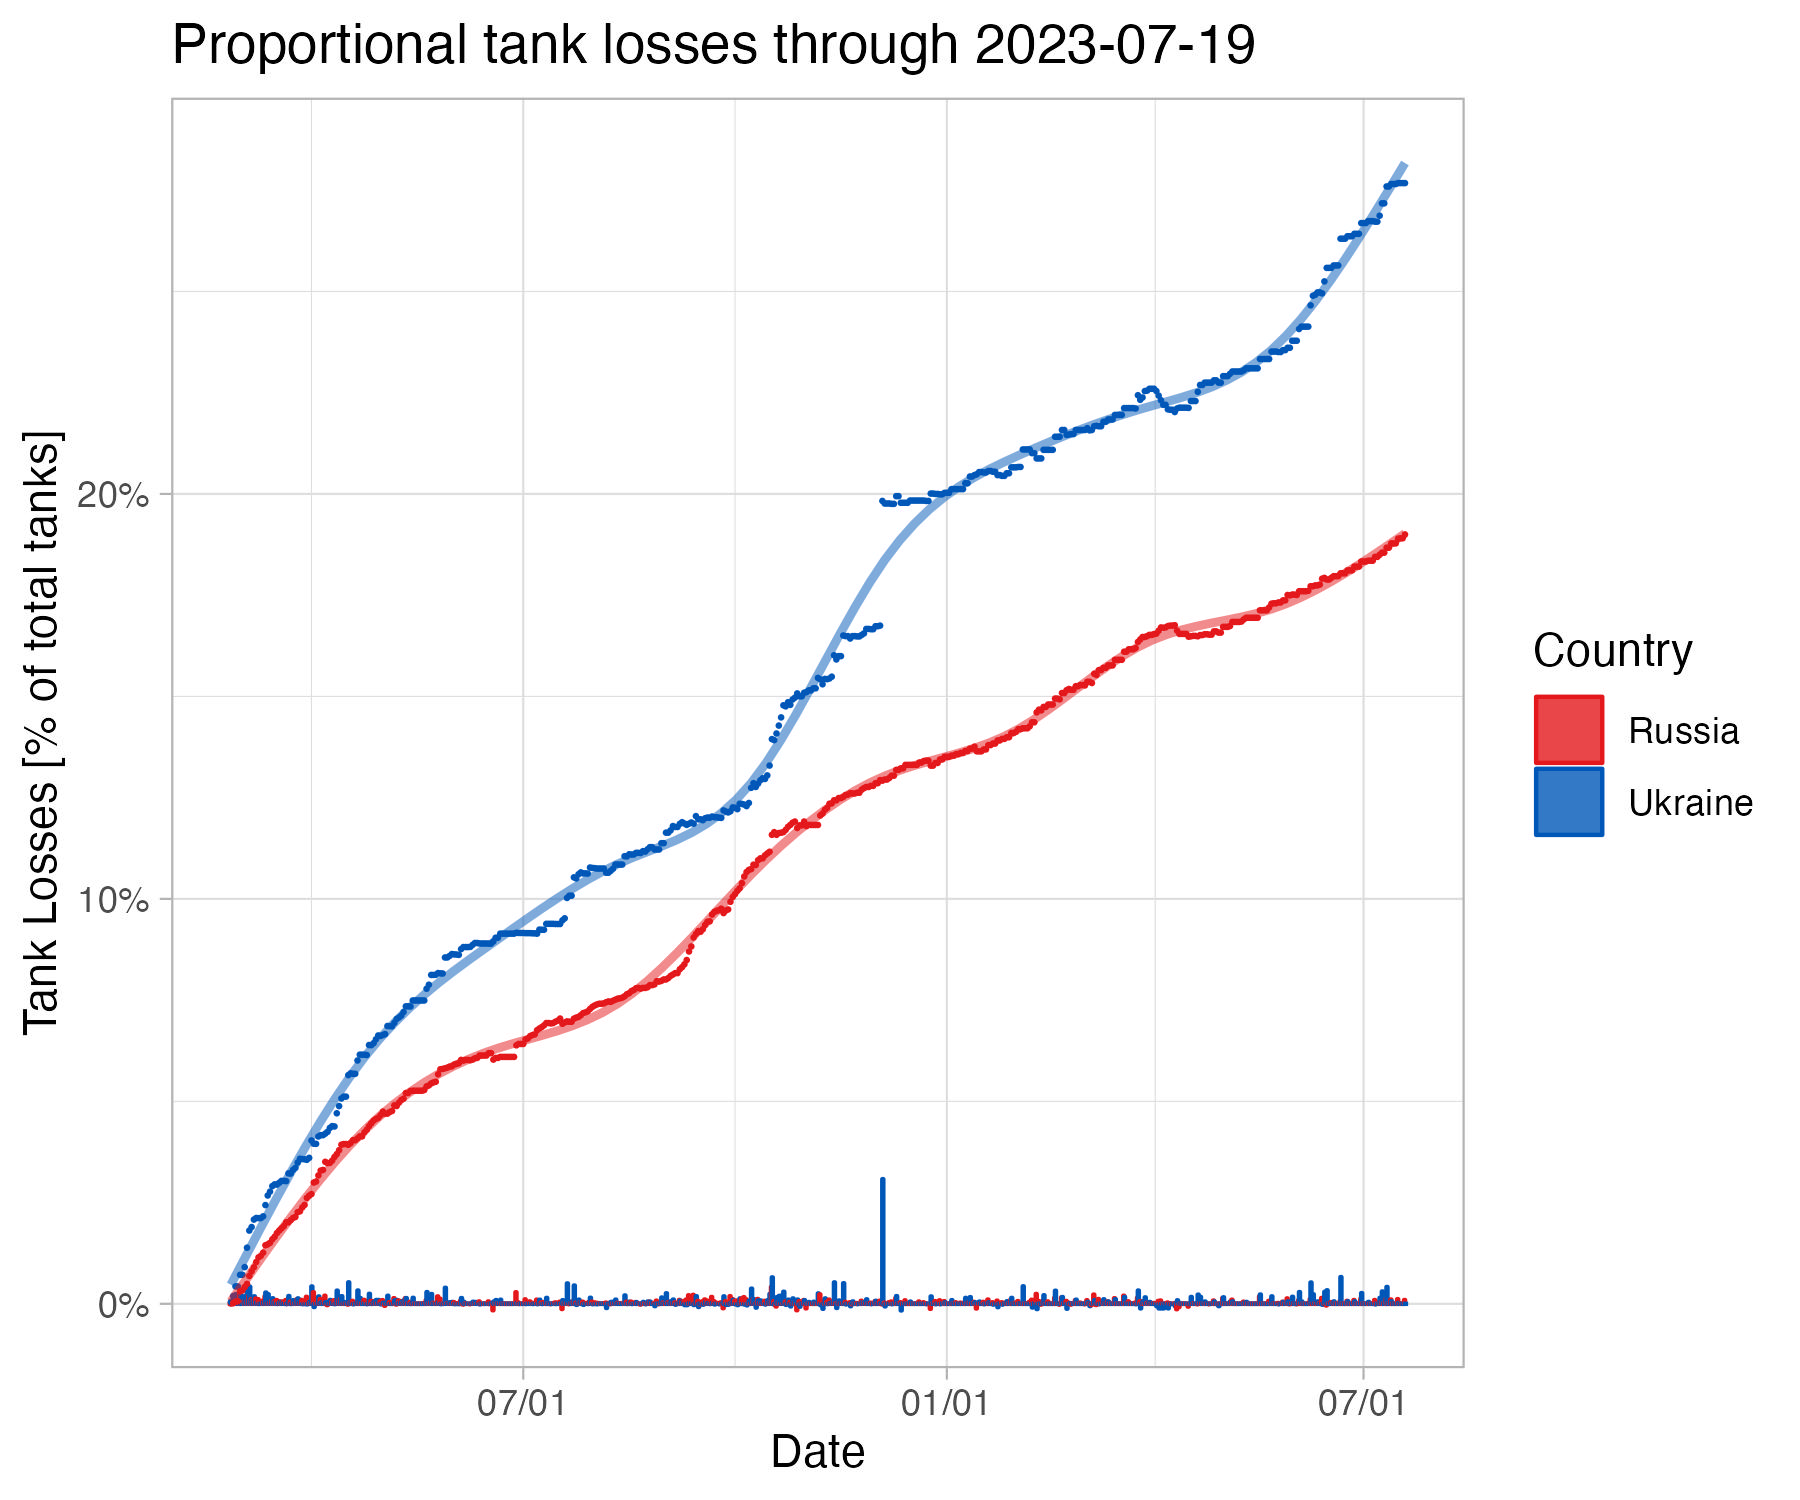 Proportional tank losses through 2023-07-19
Tank Losses [% of total tanks]
20%
10%
0%
07/01
01/01
07/01
Date
Country
Russia
Ukraine